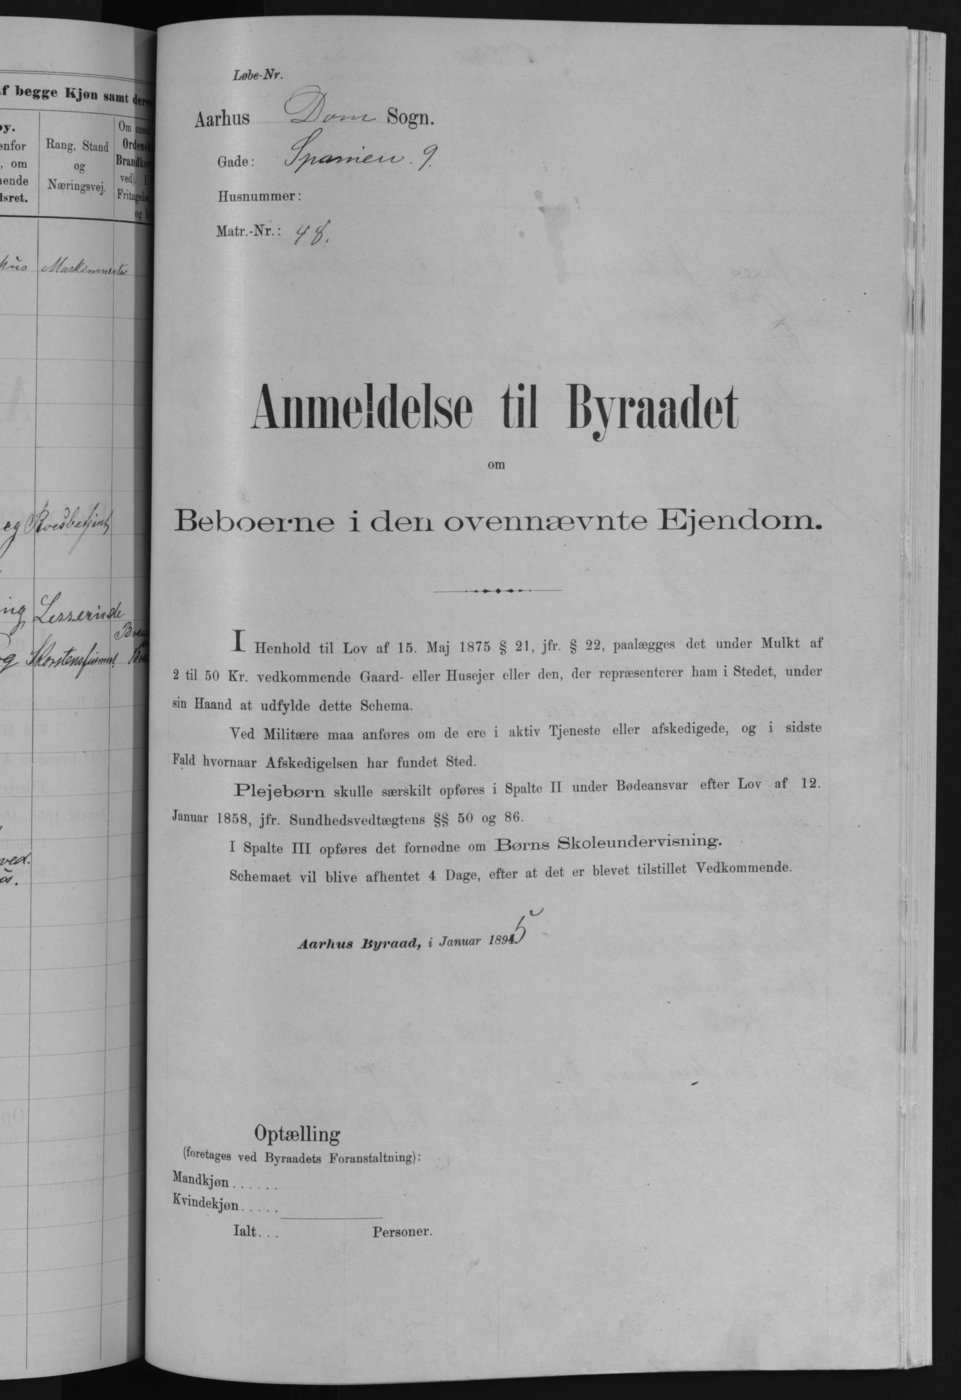 af begge Kjøn samt
Rang, Stand
og
Næringsvej.
Maskinmester
Løbe-Nr.
Aarhus Dom Sogn.
Gade: Spanien. 9.
Husnummer:
Matr.-Nr.: 48.
Anmeldelse til Byraadet
om
Beboerne i den ovennævnte Ejendom.
I Henhold til Lov af 15. Maj 1875 § 21, jfr. § 22, paalægges det under Mulkt af
2 til 50 Kr. vedkommende Gaard- eller Husejer eller den, der repræsenterer ham i Stedet, under
sin Haand at udfylde dette Schema.
Ved Militære maa anføres om de ere i aktiv Tjeneste eller afskedigede, og i sidste
Fald hvornaar Afskedigelsen har fundet Sted.
Plejebørn skulle særskilt opføres i Spalte II under Bødeansvar efter Lov af 12.
Januar 1858, jfr. Sundhedsvedtægtens §§ 50 og 86.
I Spalte III opføres det fornødne om Børns Skoleundervisning.
Schemaet vil blive afhentet 4 Dage, efter at det er blevet tilstillet Vedkommende.
Aarhus Byraad, i Januar 1895
Optælling
(foretages ved Byraadets Foranstaltning):
Mandkjøn......
Kvindekjøn.....
Ialt... Personer.